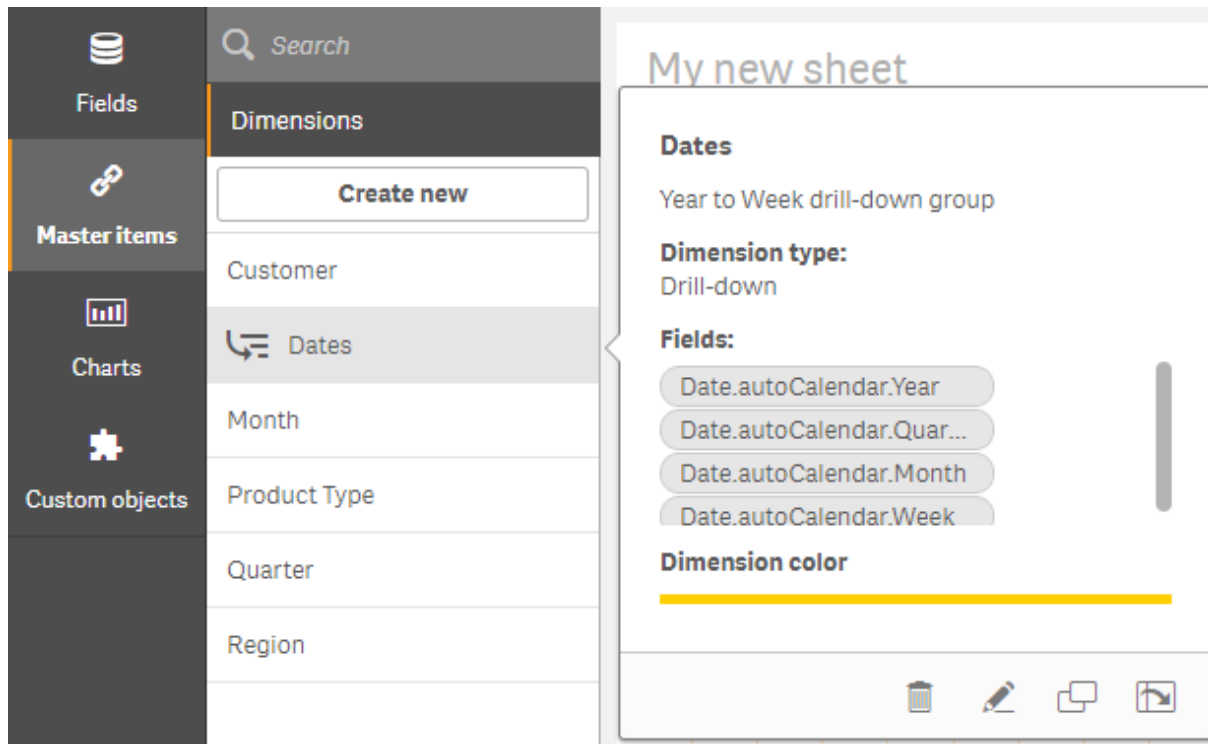 Fields
Master items
Charts
Custom objects
Search
Dimensions
Create new
Customer
Dates
Month
Product Type
Quarter
Region
My new sheet
Dates
Year to Week drill-down group
Dimension type:
Drill-down
Fields:
Date.autoCalendar.Year
Date.autoCalendar.Quar...
Date.autoCalendar.Month
Date.autoCalendar.Week
Dimension color